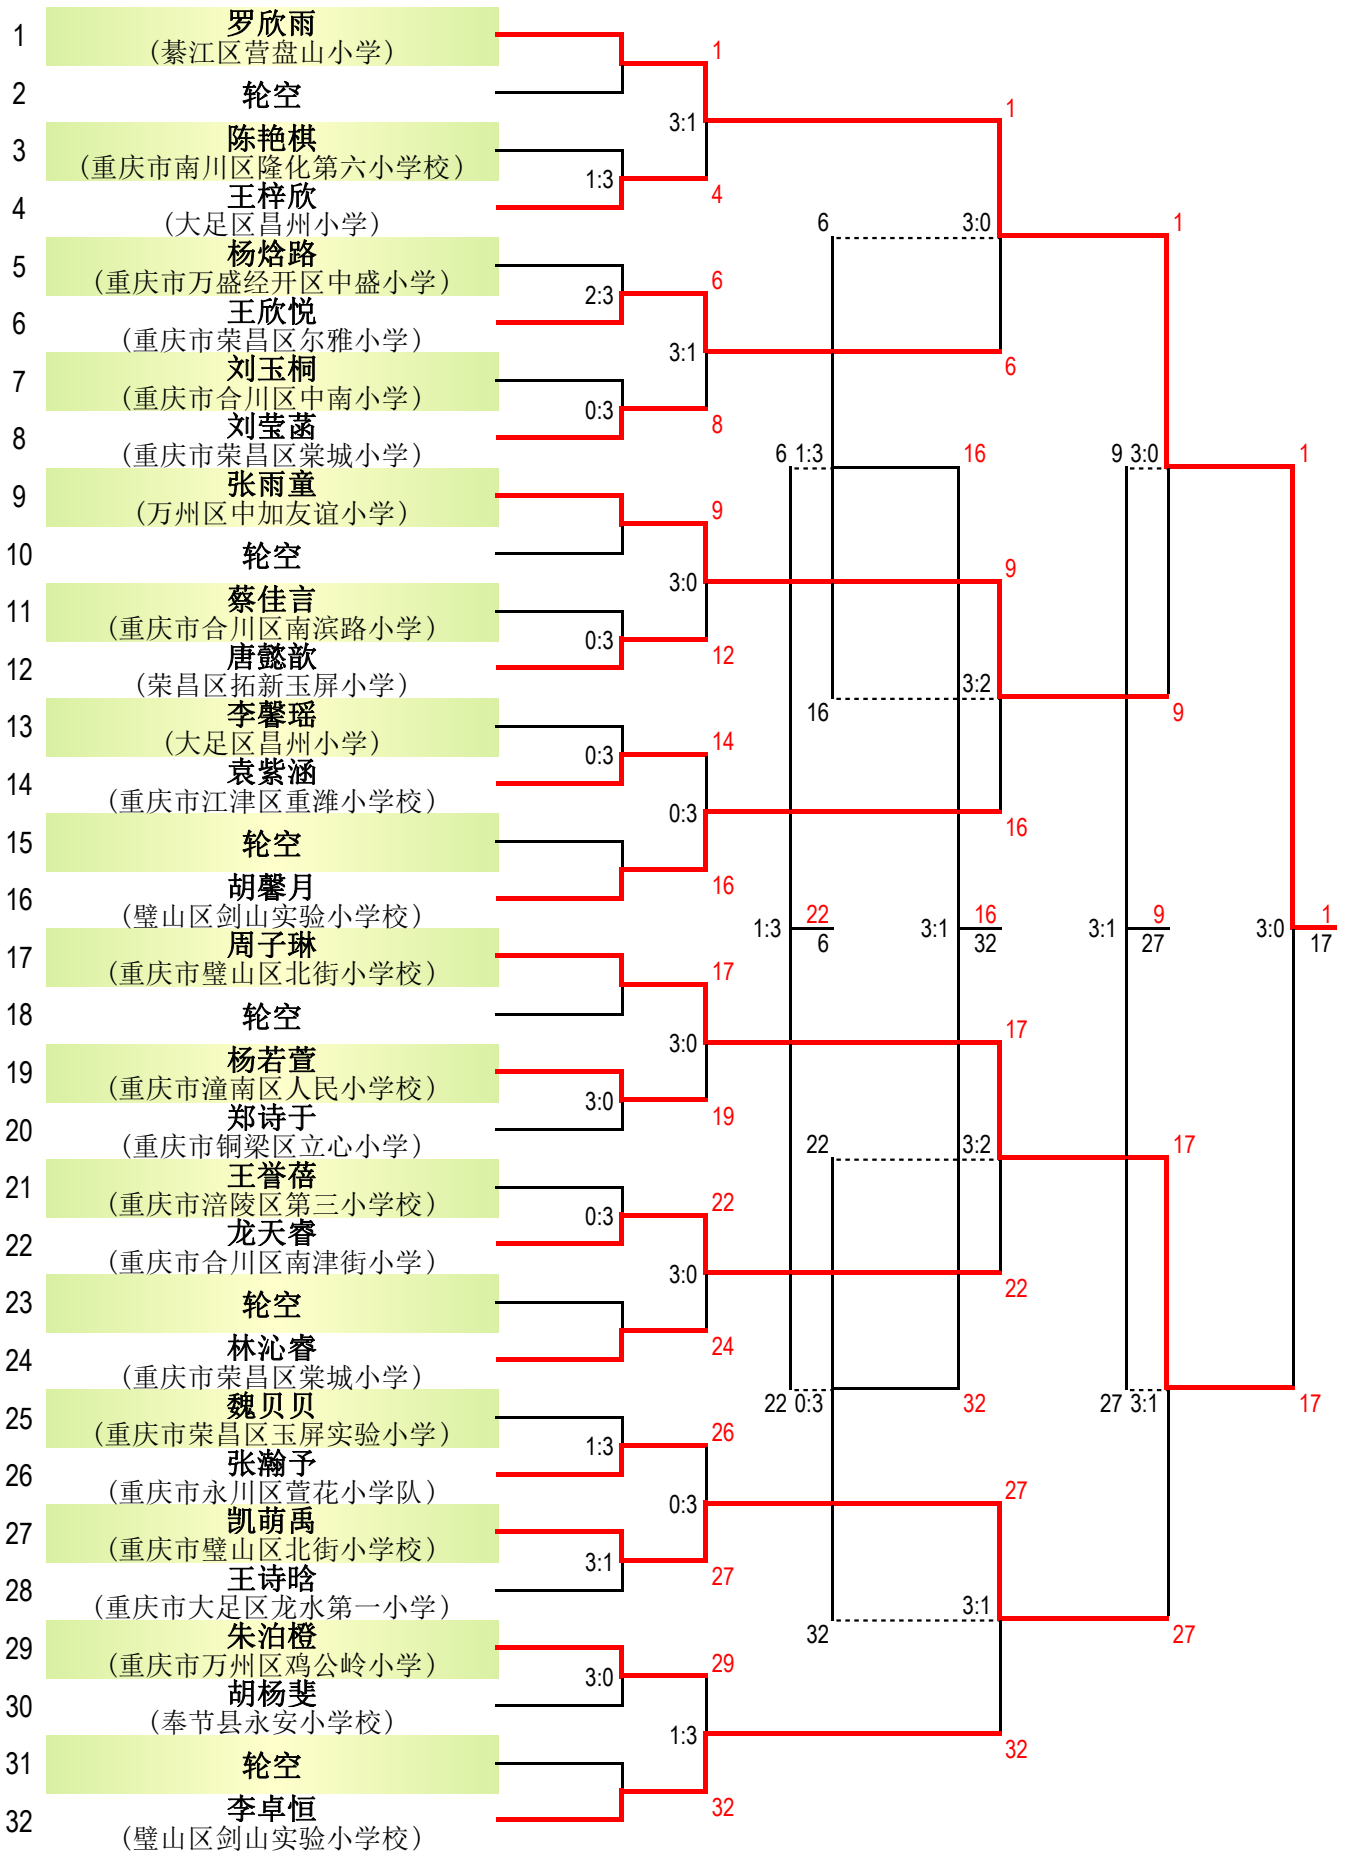 1
罗欣雨
(綦江区营盘山小学)
2
轮空
3
陈艳棋
(重庆市南川区隆化第六小学校)
4
王梓欣
(大足区昌州小学)
5
杨焓路
(重庆市万盛经开区中盛小学)
6
王欣悦
(重庆市荣昌区尔雅小学)
7
刘玉桐
(重庆市合川区中南小学)
8
刘莹菡
(重庆市荣昌区棠城小学)
9
张雨童
(万州区中加友谊小学)
10
轮空
11
蔡佳言
(重庆市合川区南滨路小学)
12
唐懿歆
(荣昌区拓新玉屏小学)
13
李馨瑶
(大足区昌州小学)
14
袁紫涵
(重庆市江津区重潍小学校)
15
轮空
16
胡馨月
(璧山区剑山实验小学校)
17
周子琳
(重庆市璧山区北街小学校)
18
轮空
19
杨若萱
(重庆市潼南区人民小学校)
20
郑诗于
(重庆市铜梁区立心小学)
21
王誉蓓
(重庆市涪陵区第三小学校)
22
龙天睿
(重庆市合川区南津街小学)
23
轮空
24
林沁睿
(重庆市荣昌区棠城小学)
25
魏贝贝
(重庆市荣昌区玉屏实验小学)
26
张瀚予
(重庆市永川区萱花小学队)
27
凯萌禹
(重庆市璧山区北街小学校)
28
王诗晗
(重庆市大足区龙水第一小学)
29
朱泊橙
(重庆市万州区鸡公岭小学)
30
胡杨斐
(奉节县永安小学校)
31
轮空
32
李卓恒
(璧山区剑山实验小学校)
1:3
2:3
0:3
0:3
0:3
3:0
0:3
1:3
3:1
3:0
1
3:1
4
6
3:1
8
9
3:0
12
14
0:3
16
17
3:0
19
22
3:0
24
26
0:3
27
29
1:3
32
1
3:0
6
9
3:2
16
17
3:2
22
27
3:1
32
6
16
22
32
6 1:3
16
22 0:3
32
1:3
22
6
3:1
16
32
1
9 3:0
9
17
27 3:1
27
3:1
9
27
1
17
3:0
1
17